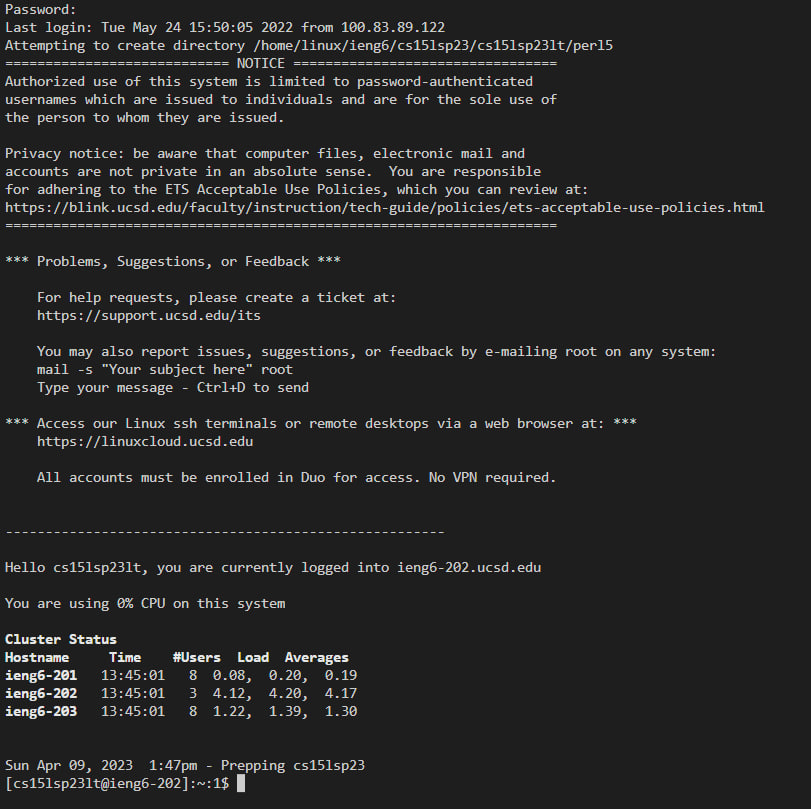 Password:
Last login: Tue May 24 15:50:05 2022 from 100.83.89.122
Attempting to create directory /home/linux/ieng6/cs15lsp23/cs15lsp23lt/perl5
============================ NOTICE =================================
Authorized use of this system is limited to password-authenticated
usernames which are issued to individuals and are for the sole use of
the person to whom they are issued.

Privacy notice: be aware that computer files, electronic mail and
accounts are not private in an absolute sense.  You are responsible
for adhering to the ETS Acceptable Use Policies, which you can review at:
https://blink.ucsd.edu/faculty/instruction/tech-guide/policies/ets-acceptable-use-policies.html
=====================================================================

*** Problems, Suggestions, or Feedback ***

    For help requests, please create a ticket at:
    https://support.ucsd.edu/its

    You may also report issues, suggestions, or feedback by e-mailing root on any system:
    mail -s "Your subject here" root
    Type your message - Ctrl+D to send

*** Access our Linux ssh terminals or remote desktops via a web browser at: ***
    https://linuxcloud.ucsd.edu

    All accounts must be enrolled in Duo for access. No VPN required.


-------------------------------------------------------

Hello cs15lsp23lt, you are currently logged into ieng6-202.ucsd.edu

You are using 0% CPU on this system

Cluster Status
Hostname     Time    #Users  Load  Averages
ieng6-201   13:45:01   8  0.08,  0.20,  0.19
ieng6-202   13:45:01   3  4.12,  4.20,  4.17
ieng6-203   13:45:01   8  1.22,  1.39,  1.30


Sun Apr 09, 2023  1:47pm - Prepping cs15lsp23
[cs15lsp23lt@ieng6-202]:~:1$